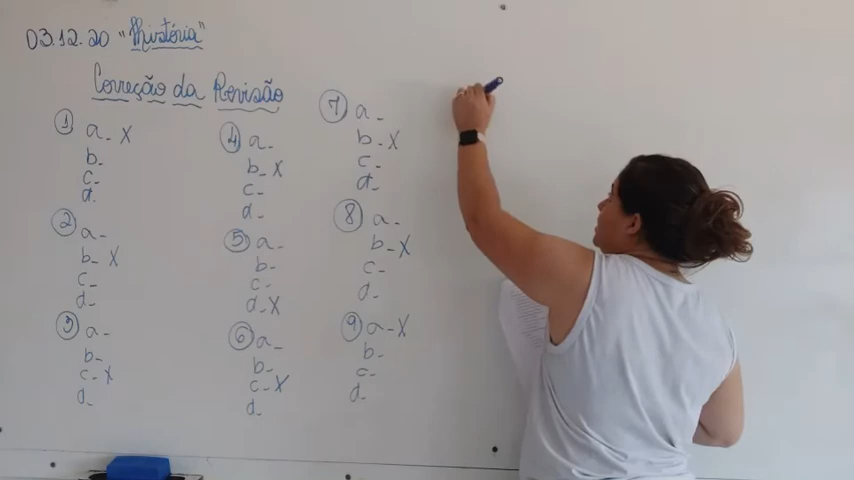 03.12.20 "História"
Correção da Revisão
1 a- X
b-
c-
d-
2 a-
b- X
c-
d-
3 a-
b-
c- X
d-
4 a-
b- X
c-
d-
5 a-
b-
c-
d- X
6 a-
b-
c- X
d-
7 a-
b- X
c-
d-
8 a-
b- X
c-
d-
9 a- X
b-
c-
d-